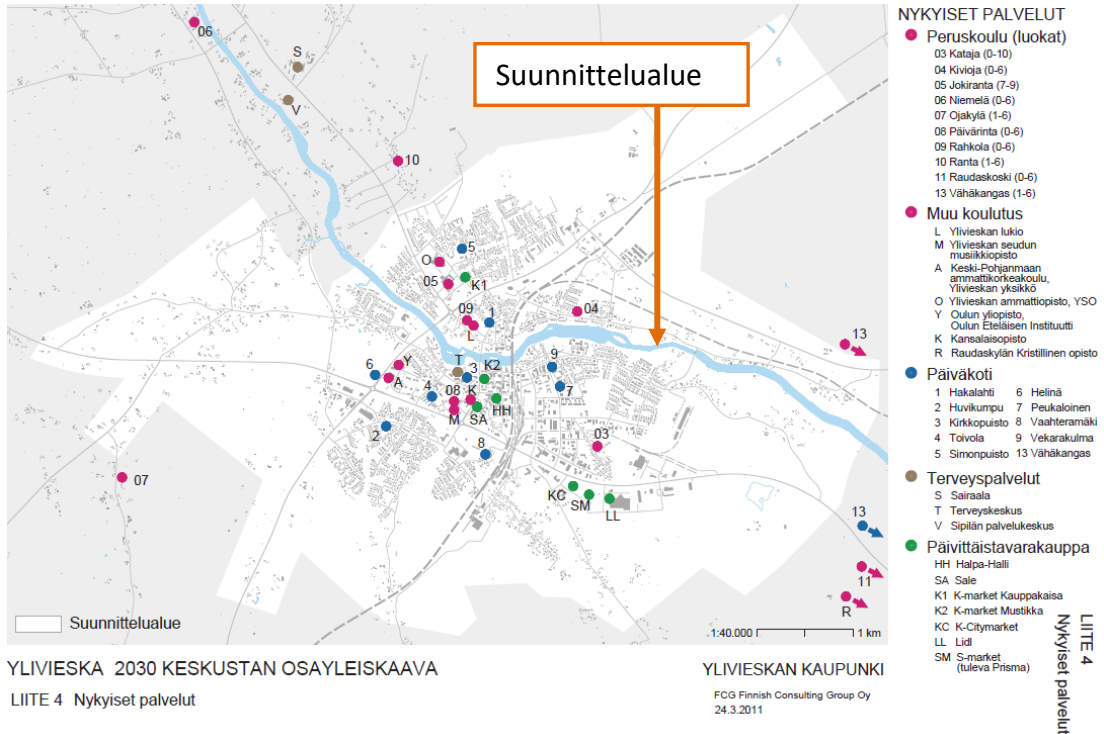 06
S
V
10
Suunnittelualue
5
O
05
K1
09
1
L
04
13
6
Y
A
T
3
K2
9
7
4
08
K
HH
M
SA
2
8
03
07
KC
SM
LL
13
11
R
Suunnittelualue
1:40.000
1 km
YLIVIESKA 2030 KESKUSTAN OSAYLEISKAAVA
LIITE 4 Nykyiset palvelut
YLIVIESKAN KAUPUNKI
FCG Finnish Consulting Group Oy
24.3.2011
NYKYISET PALVELUT
Peruskoulu (luokat)
03 Kataja (0-10)
04 Kivioja (0-6)
05 Jokiranta (7-9)
06 Niemelä (0-6)
07 Ojakylä (1-6)
08 Päivärinta (0-6)
09 Rahkola (0-6)
10 Ranta (1-6)
11 Raudaskoski (0-6)
13 Vähäkangas (1-6)
Muu koulutus
L Ylivieskan lukio
M Ylivieskan seudun
musiikkiopisto
A Keski-Pohjanmaan
ammattikorkeakoulu,
Ylivieskan yksikkö
O Ylivieskan ammattiopisto, YSO
Y Oulun yliopisto,
Oulun Eteläisen Instituutti
K Kansalaisopisto
R Raudaskylän Kristillinen opisto
Päiväkoti
1 Hakalahti 6 Helinä
2 Huvikumpu 7 Peukaloinen
3 Kirkkopuisto 8 Vaahteramäki
4 Toivola 9 Vekarakulma
5 Simonpuisto 13 Vähäkangas
Terveyspalvelut
S Sairaala
T Terveyskeskus
V Sipilän palvelukeskus
Päivittäistavarakauppa
HH Halpa-Halli
SA Sale
K1 K-market Kauppakaisa
K2 K-market Mustikka
KC K-Citymarket
LL Lidl
SM S-market
(tuleva Prisma)
LIITE 4
Nykyiset palvelut